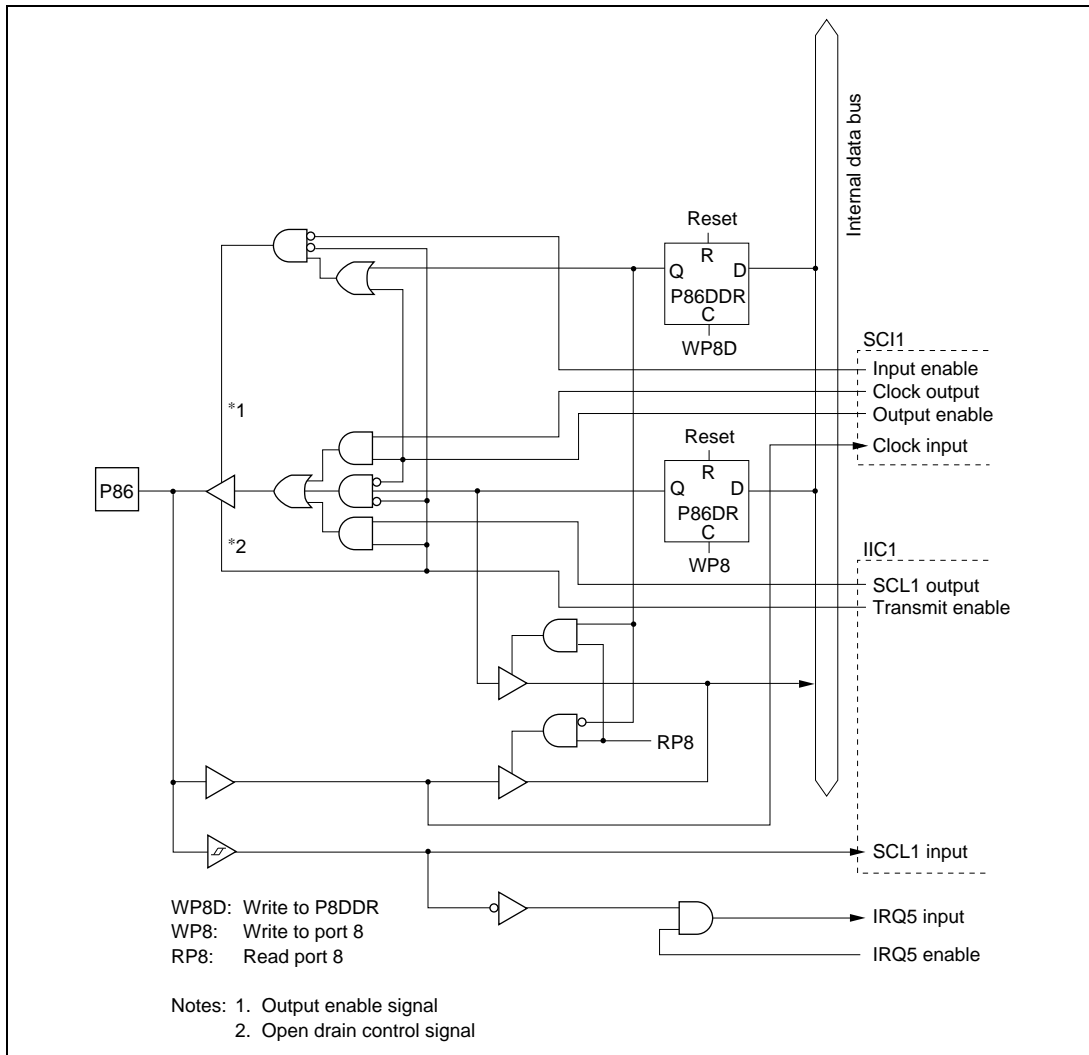 Internal data bus
Reset
R
Q D
P86DDR
C
WP8D
SCI1
Input enable
Clock output
Output enable
Clock input
*1
Reset
R
Q D
P86DR
C
WP8
P86
*2
IIC1
SCL1 output
Transmit enable
RP8
SCL1 input
IRQ5 input
IRQ5 enable
WP8D: Write to P8DDR
WP8: Write to port 8
RP8: Read port 8
Notes: 1. Output enable signal
2. Open drain control signal